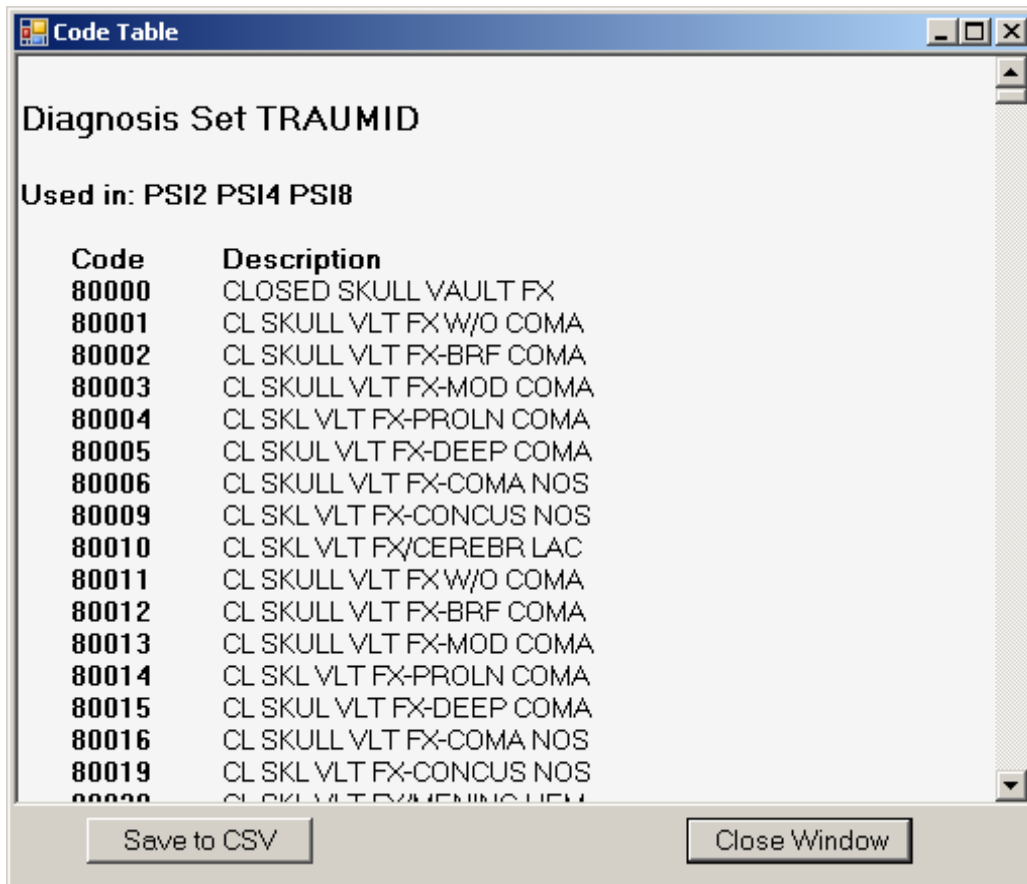 Code Table
Diagnosis Set TRAUMID
Used in: PSI2 PSI4 PSI8
Code Description
80000 CLOSED SKULL VAULT FX
80001 CL SKULL VLT FX W/O COMA
80002 CL SKULL VLT FX-BRF COMA
80003 CL SKULL VLT FX-MOD COMA
80004 CL SKL VLT FX-PROLN COMA
80005 CL SKUL VLT FX-DEEP COMA
80006 CL SKULL VLT FX-COMA NOS
80009 CL SKL VLT FX-CONCUS NOS
80010 CL SKL VLT FX/CEREBR LAC
80011 CL SKULL VLT FX W/O COMA
80012 CL SKULL VLT FX-BRF COMA
80013 CL SKULL VLT FX-MOD COMA
80014 CL SKL VLT FX-PROLN COMA
80015 CL SKUL VLT FX-DEEP COMA
80016 CL SKULL VLT FX-COMA NOS
80019 CL SKL VLT FX-CONCUS NOS
Save to CSV Close Window